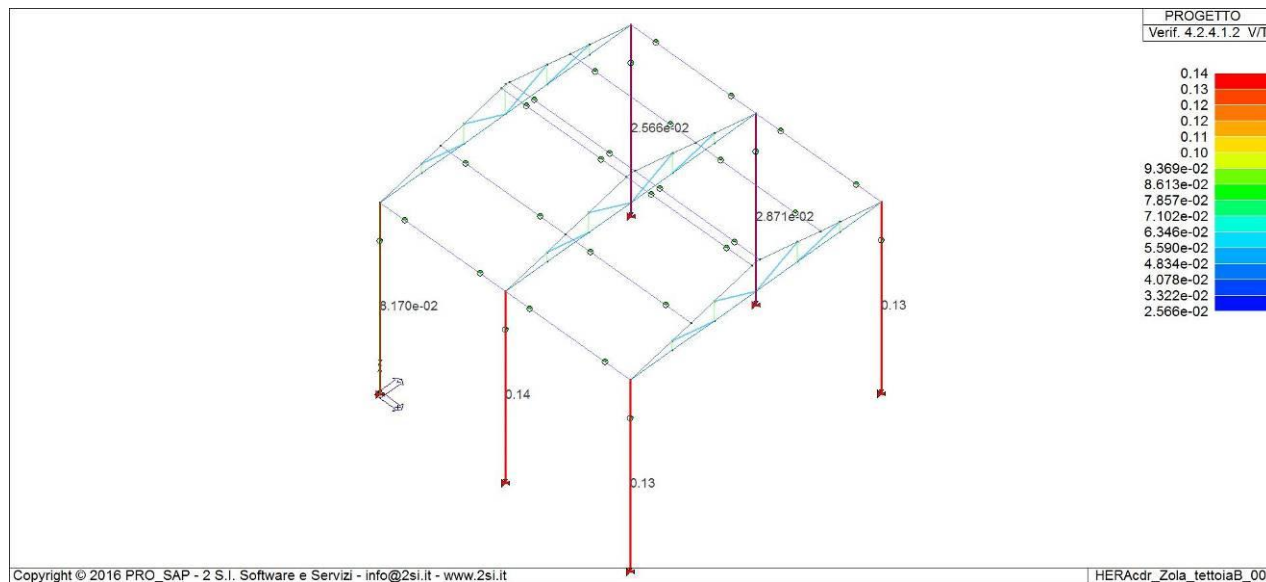 PROGETTO
Verif. 4.2.4.1.2 V/T
0.14
0.13
0.12
0.12
0.11
0.10
9.369e-02
8.613e-02
7.857e-02
7.102e-02
6.346e-02
5.590e-02
4.834e-02
4.078e-02
3.322e-02
2.566e-02
2.566e-02
2.871e-02
8.170e-02
0.13
0.14
0.13
Copyright © 2016 PRO_SAP - 2 S.I. Software e Servizi - info@2si.it - www.2si.it
HERAcdr_Zola_tettoiaB_00